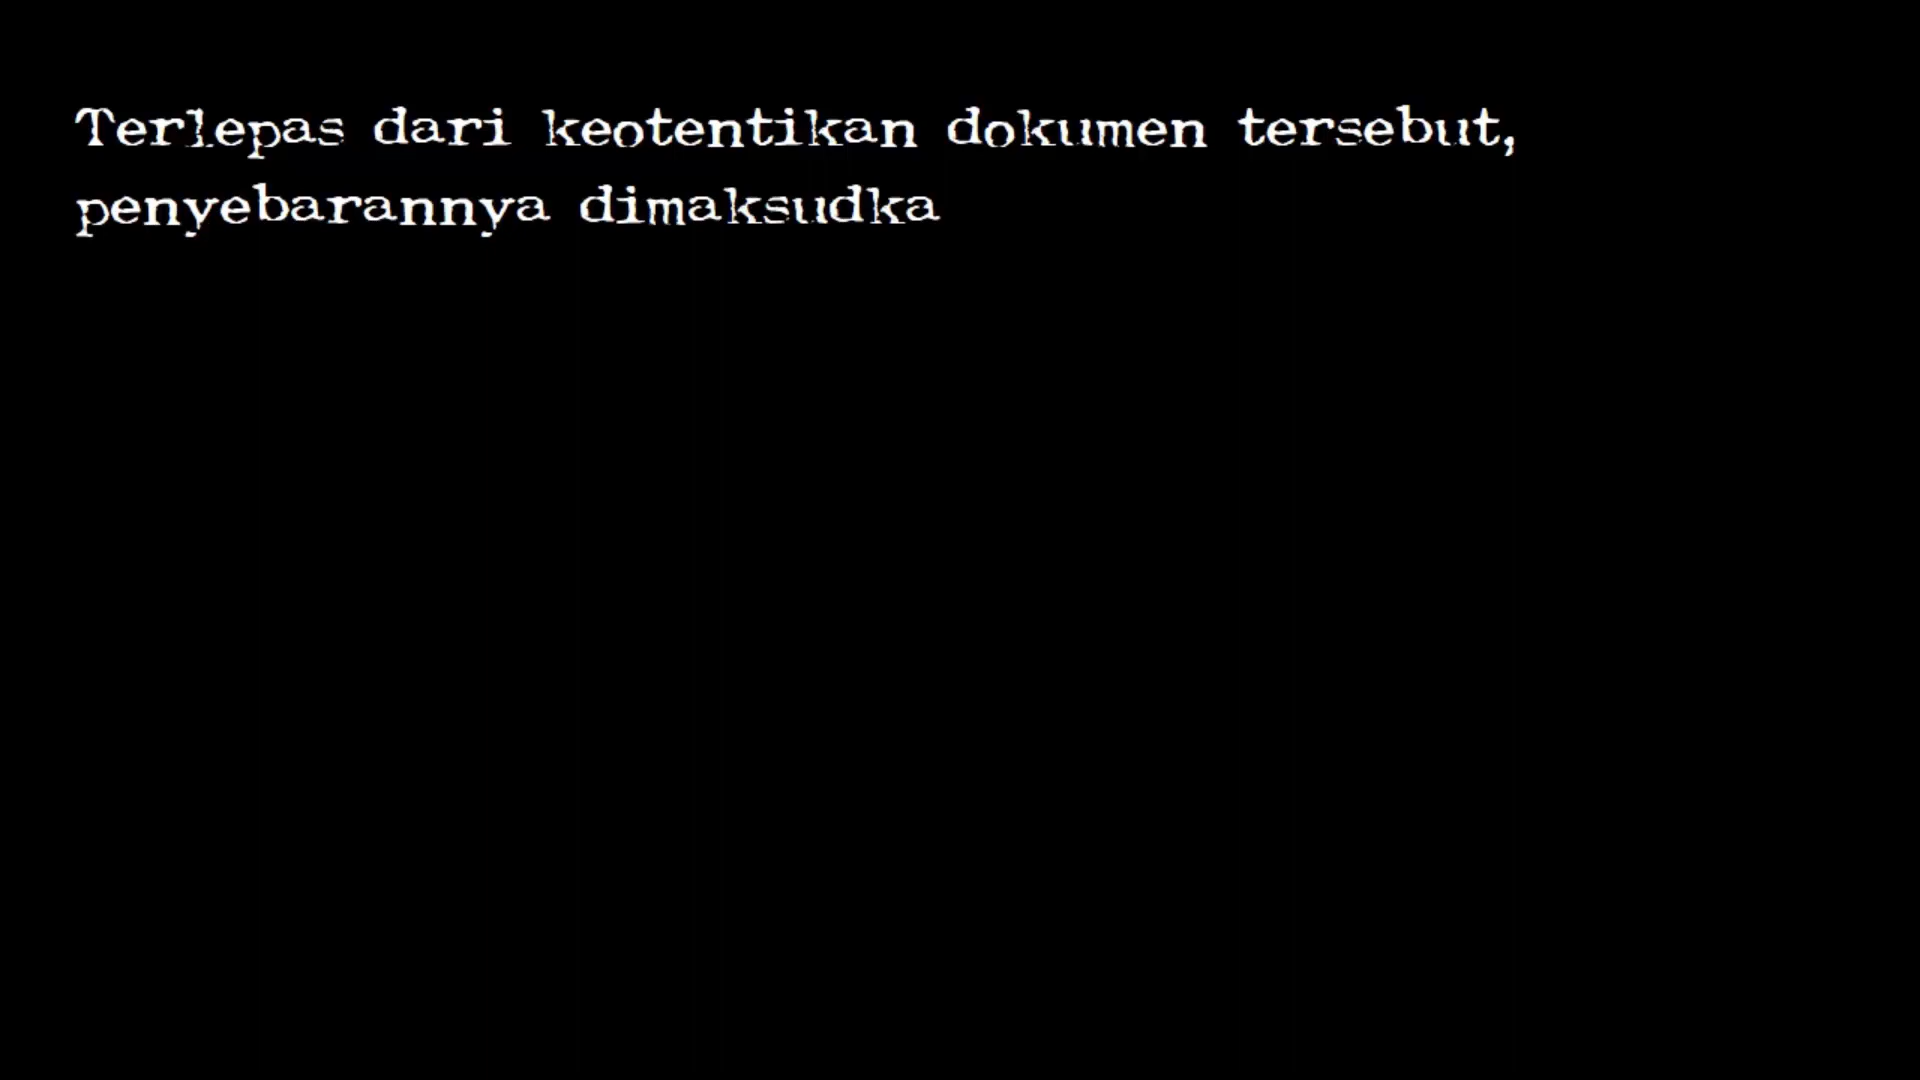 Terlepas dari keotentikan dokumen tersebut,
penyebarannya dimaksudka